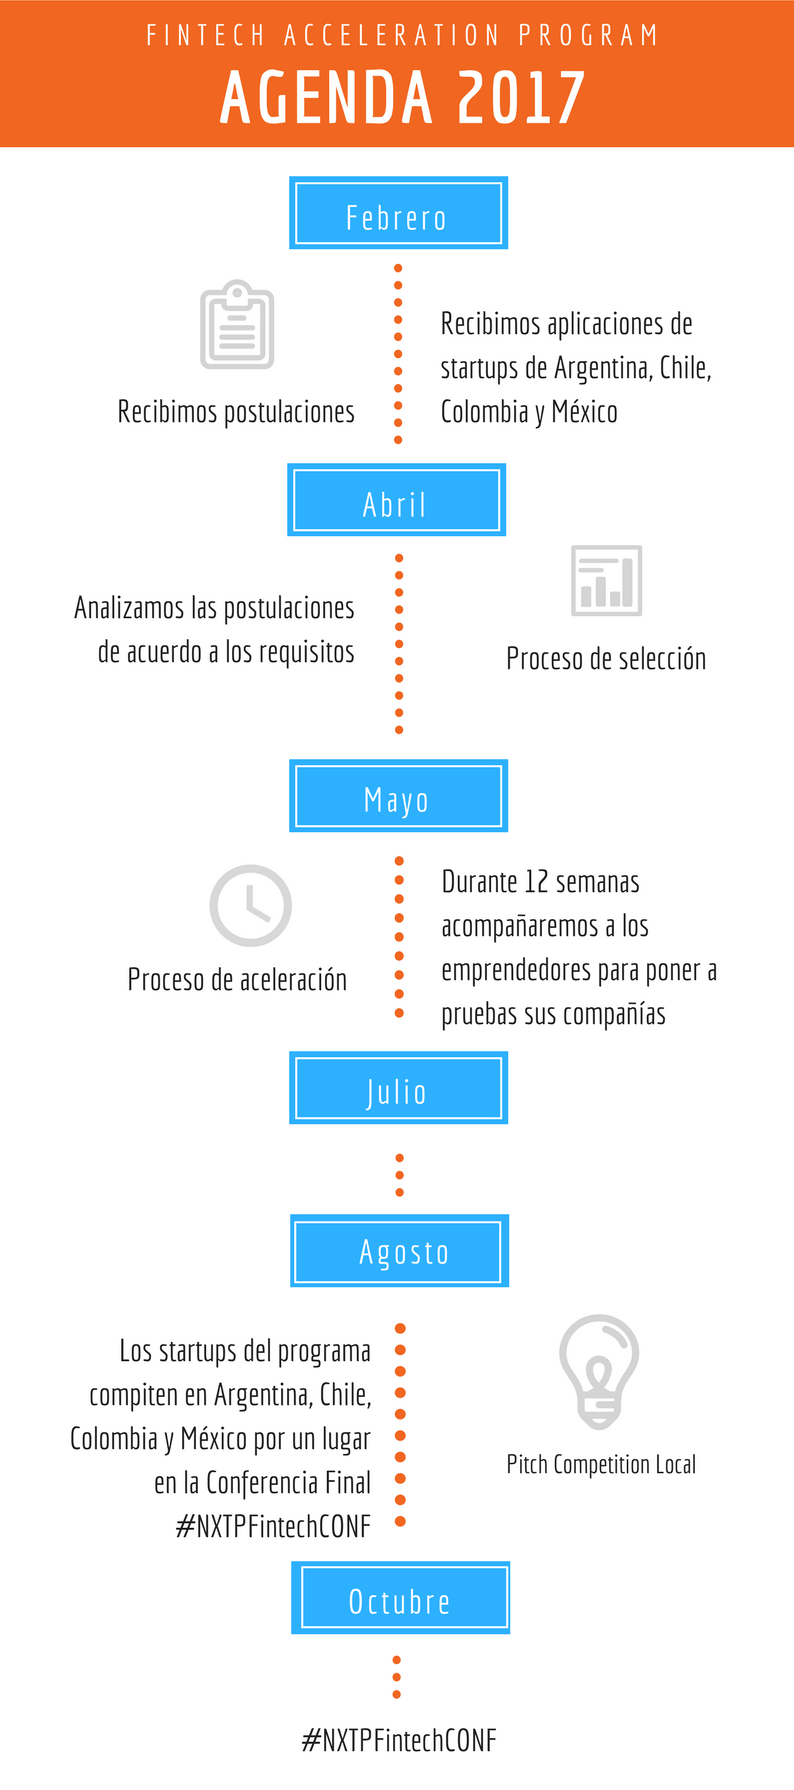 FINTECH ACCELERATION PROGRAM
AGENDA 2017
Febrero
Recibimos postulaciones
Recibimos aplicaciones de
startups de Argentina, Chile,
Colombia y México
Abril
Analizamos las postulaciones
de acuerdo a los requisitos
Proceso de selección
Mayo
Proceso de aceleración
Durante 12 semanas
acompañaremos a los
emprendedores para poner a
pruebas sus compañías
Julio
Agosto
Los startups del programa
compiten en Argentina, Chile,
Colombia y México por un lugar
en la Conferencia Final
#NXTPFintechCONF
Pitch Competition Local
Octubre
#NXTPFintechCONF